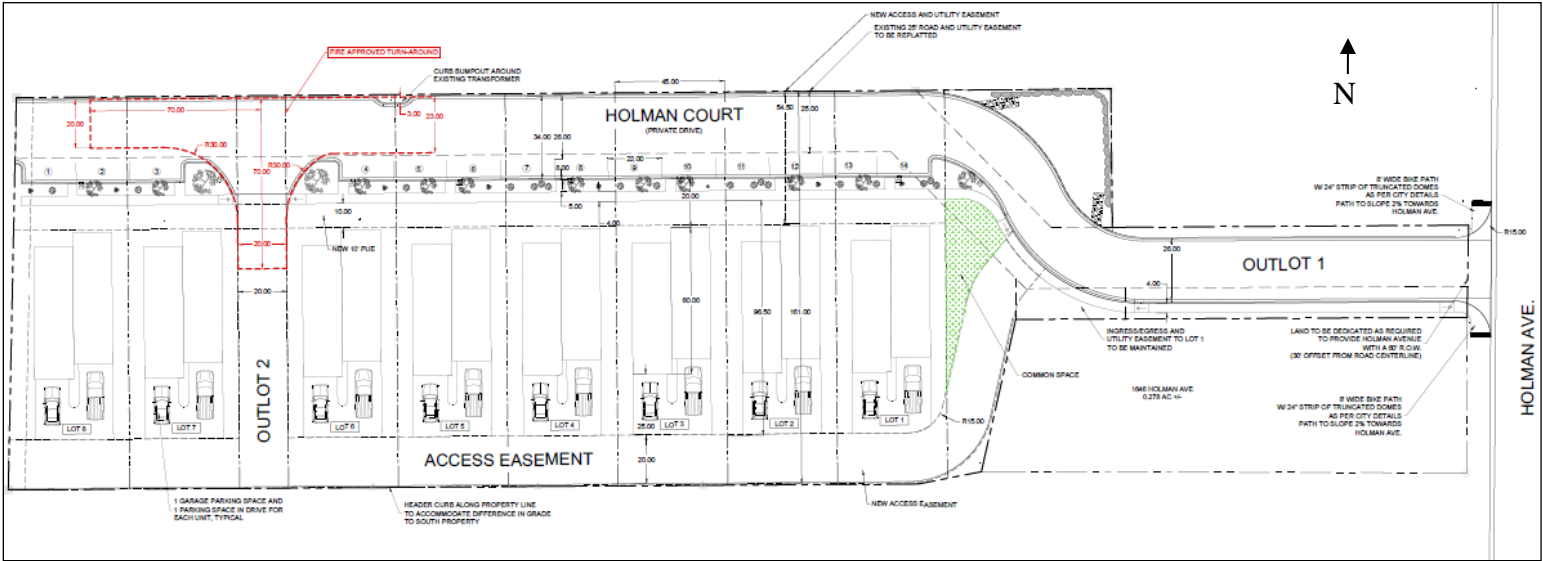 NEW ACCESS AND UTILITY EASEMENT
EXISTING 25' ROAD AND UTILITY EASEMENT
TO BE REPLATTED
FIRE APPROVED TURN-AROUND
CURB BUMPOUT AROUND
EXISTING TRANSFORMER
N
45.00
70.00
3.00
23.00
20.00
HOLMAN COURT
(PRIVATE DRIVE)
54.50
25.00
34.00
26.00
R30.00
R30.00
70.00
22.00
8.00
1
2
3
4
5
6
7
8
9
10
11
12
13
14
8' WIDE BIKE PATH
W/ 24" STRIP OF TRUNCATED DOMES
AS PER CITY DETAILS
PATH TO SLOPE 2% TOWARDS
HOLMAN AVE.
R15.00
10.00
5.00
4.00
20.00
NEW 10' PUE
20.00
20.00
26.00
OUTLOT 1
4.00
60.00
96.50
161.00
INGRESS/EGRESS AND
UTILITY EASEMENT TO LOT 1
TO BE MAINTAINED
LAND TO BE DEDICATED AS REQUIRED
TO PROVIDE HOLMAN AVENUE
WITH A 60' R.O.W.
(30' OFFSET FROM ROAD CENTERLINE)
HOLMAN AVE.
OUTLOT 2
COMMON SPACE
1646 HOLMAN AVE
0.278 AC +/-
8' WIDE BIKE PATH
W/ 24" STRIP OF TRUNCATED DOMES
AS PER CITY DETAILS
PATH TO SLOPE 2% TOWARDS
HOLMAN AVE.
25.00
R15.00
LOT 8
LOT 7
LOT 6
LOT 5
LOT 4
LOT 3
LOT 2
LOT 1
ACCESS EASEMENT
20.00
1 GARAGE PARKING SPACE AND
1 PARKING SPACE IN DRIVE FOR
EACH UNIT, TYPICAL
HEADER CURB ALONG PROPERTY LINE
TO ACCOMMODATE DIFFERENCE IN GRADE
TO SOUTH PROPERTY
NEW ACCESS EASEMENT